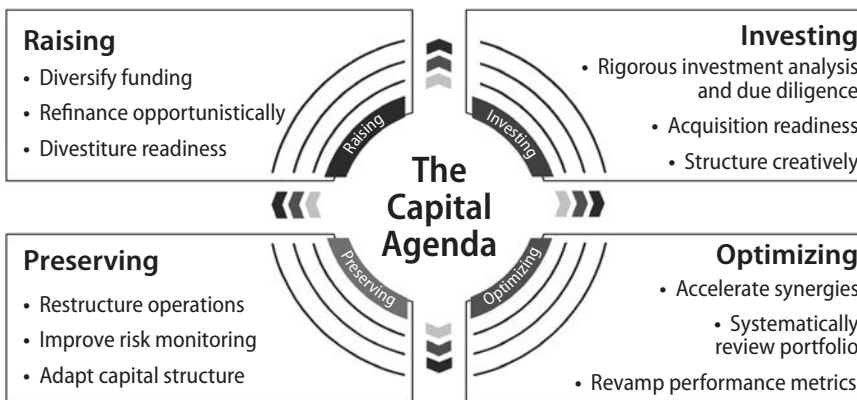 Raising
• Diversify funding
• Refinance opportunistically
• Divestiture readiness
Investing
• Rigorous investment analysis
and due diligence
• Acquisition readiness
• Structure creatively
Raising
Investing
The
Capital
Agenda
Preserving
Optimizing
Preserving
• Restructure operations
• Improve risk monitoring
• Adapt capital structure
Optimizing
• Accelerate synergies
• Systematically
review portfolio
• Revamp performance metrics